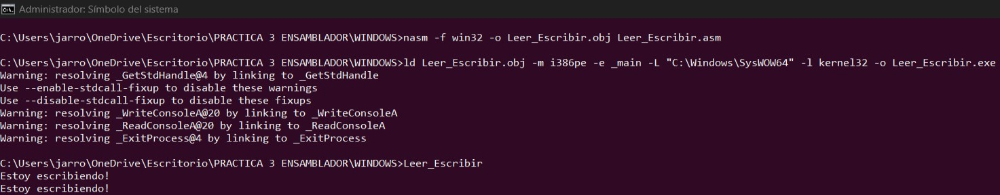 Administrador: Símbolo del sistema
C:\Users\jarro\OneDrive\Escritorio\PRACTICA 3 ENSAMBLADOR\WINDOWS>nasm -f win32 -o Leer_Escribir.obj Leer_Escribir.asm
C:\Users\jarro\OneDrive\Escritorio\PRACTICA 3 ENSAMBLADOR\WINDOWS>ld Leer_Escribir.obj -m i386pe -e _main -L "C:\Windows\SysWOW64" -l kernel32 -o Leer_Escribir.exe
Warning: resolving _GetStdHandle@4 by linking to _GetStdHandle
Use --enable-stdcall-fixup to disable these warnings
Use --disable-stdcall-fixup to disable these fixups
Warning: resolving _WriteConsoleA@20 by linking to _WriteConsoleA
Warning: resolving _ReadConsoleA@20 by linking to _ReadConsoleA
Warning: resolving _ExitProcess@4 by linking to _ExitProcess
C:\Users\jarro\OneDrive\Escritorio\PRACTICA 3 ENSAMBLADOR\WINDOWS>Leer_Escribir
Estoy escribiendo!
Estoy escribiendo!